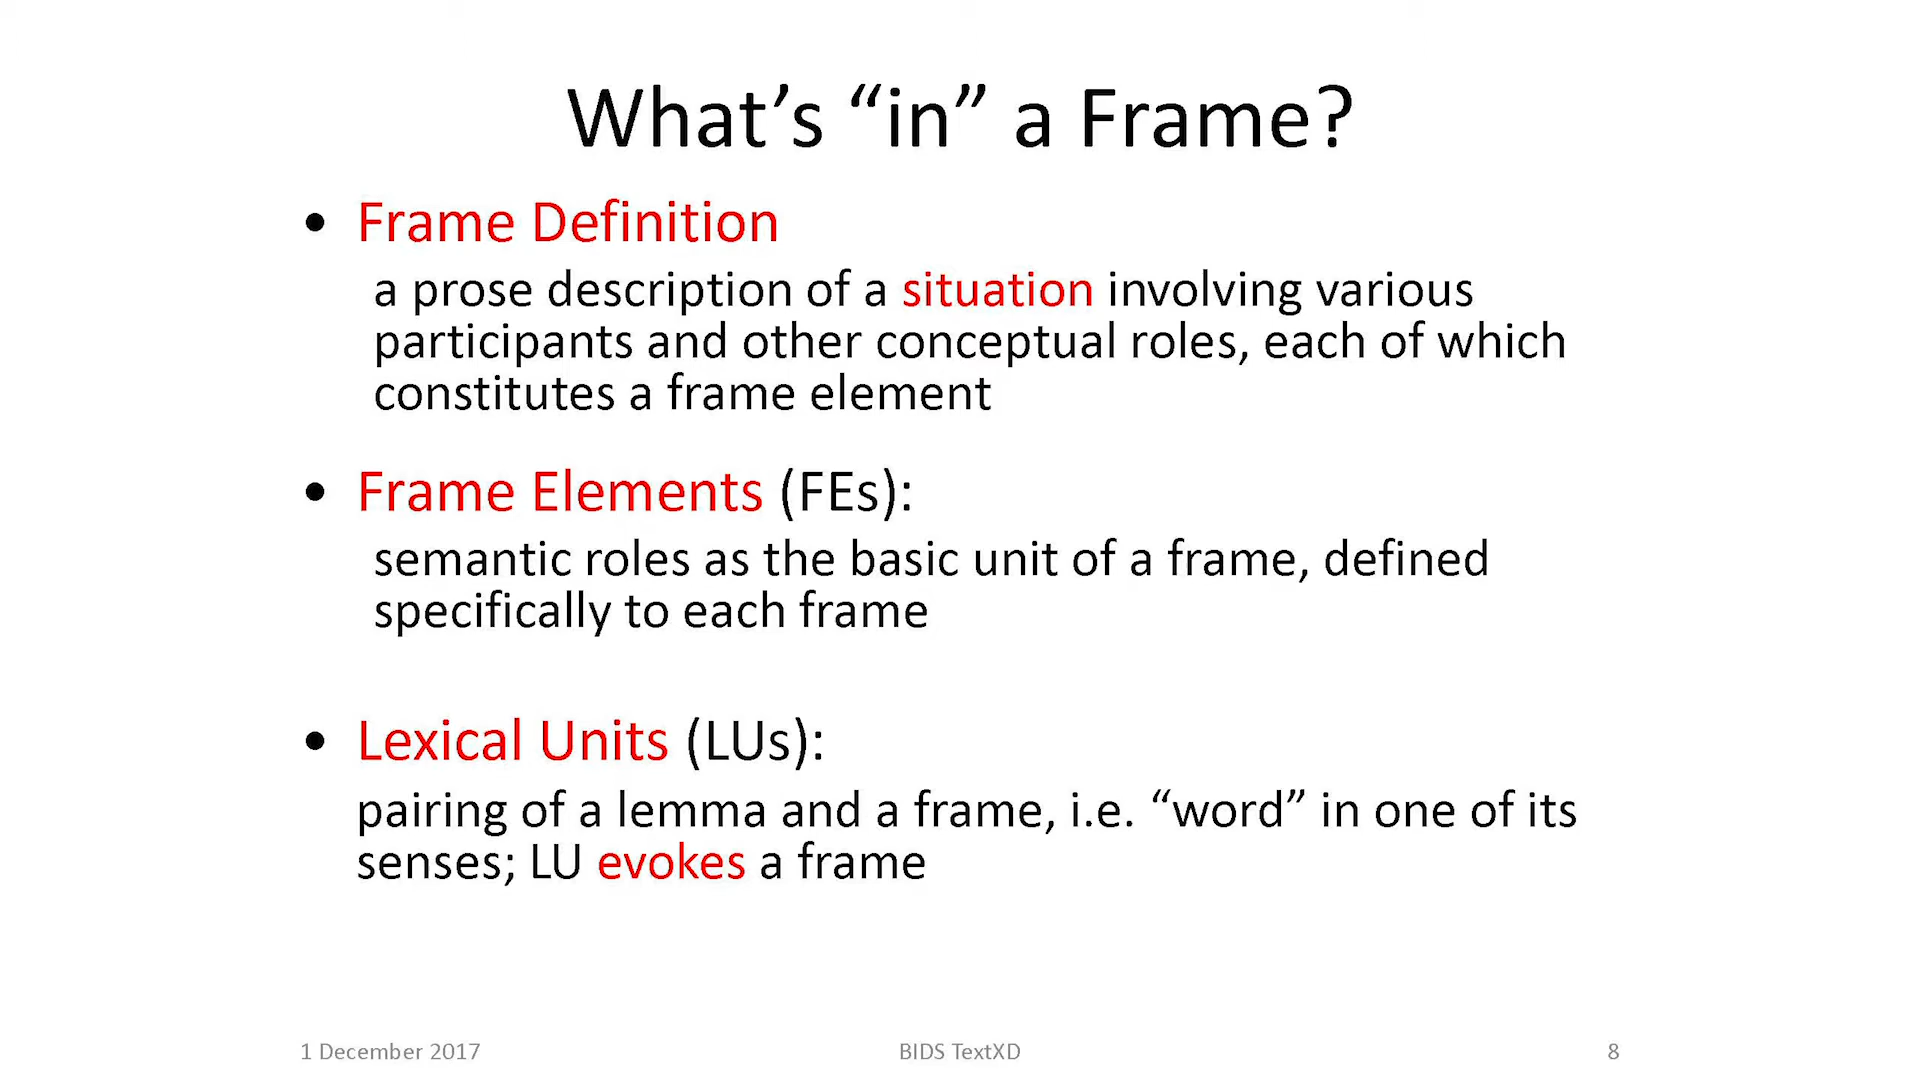 What’s “in” a Frame?
• Frame Definition
a prose description of a situation involving various
participants and other conceptual roles, each of which
constitutes a frame element
• Frame Elements (FEs):
semantic roles as the basic unit of a frame, defined
specifically to each frame
• Lexical Units (LUs):
pairing of a lemma and a frame, i.e. “word” in one of its
senses; LU evokes a frame
1 December 2017 BIDS TextXD 8